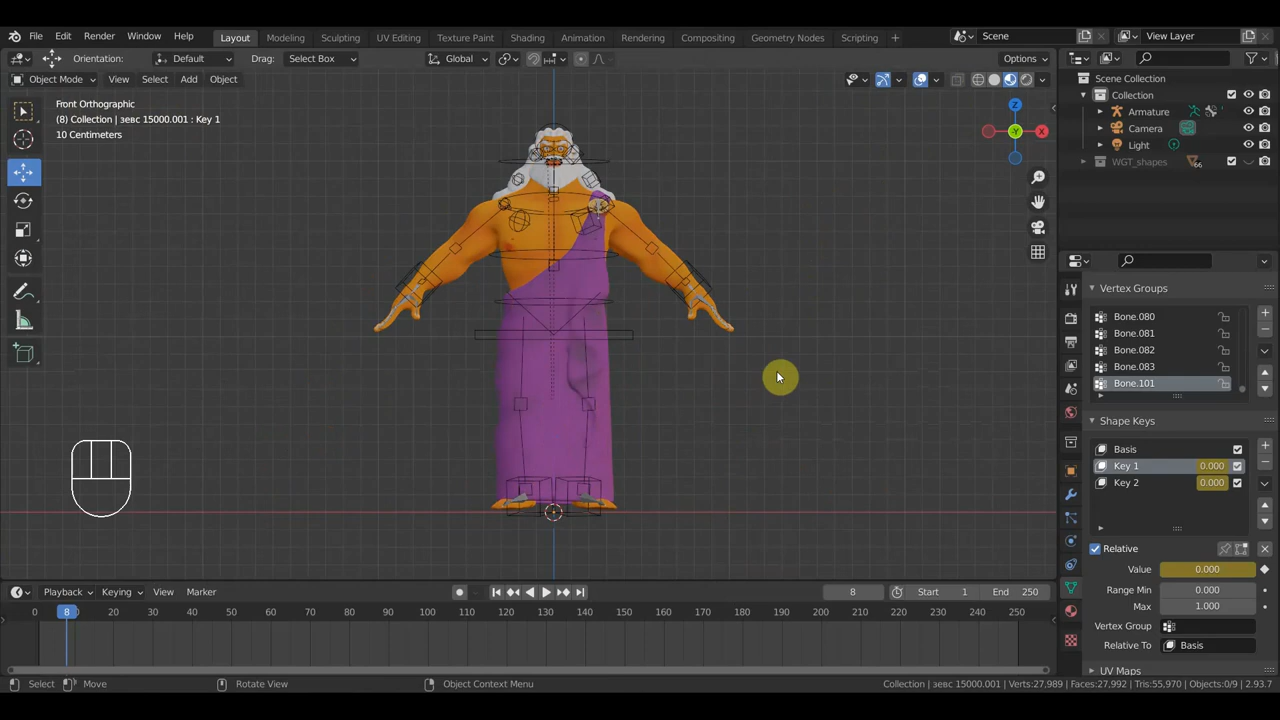 File Edit Render Window Help Layout Modeling Sculpting UV Editing Texture Paint Shading Animation Rendering Compositing Geometry Nodes Scripting + Scene View Layer
Orientation: Default Drag: Select Box Global Options
Object Mode View Select Add Object
Front Orthographic
(8) Collection | зевс 15000.001 : Key 1
10 Centimeters
Z
X
-Y
Scene Collection
Collection
Armature
Camera
Light
WGT_shapes 66
Vertex Groups
Bone.080
Bone.081
Bone.082
Bone.083
Bone.101
Shape Keys
Basis
Key 1 0.000
Key 2 0.000
Relative
Value 0.000
Range Min 0.000
Max 1.000
Vertex Group
Relative To Basis
UV Maps
Playback Keying View Marker 8 Start 1 End 250
0 8 20 30 40 50 60 70 80 90 100 110 120 130 140 150 160 170 180 190 200 210 220 230 240 250
Select Move Rotate View Object Context Menu Collection | зевс 15000.001 | Verts:27,989 | Faces:27,992 | Tris:55,970 | Objects:0/9 | 2.93.7